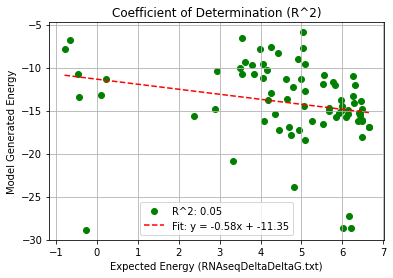 Coefficient of Determination (R^2)
Model Generated Energy
−5
−10
−15
−20
−25
−30
R^2: 0.05
Fit: y = -0.58x + -11.35
−1 0 1 2 3 4 5 6 7
Expected Energy (RNAseqDeltaDeltaG.txt)